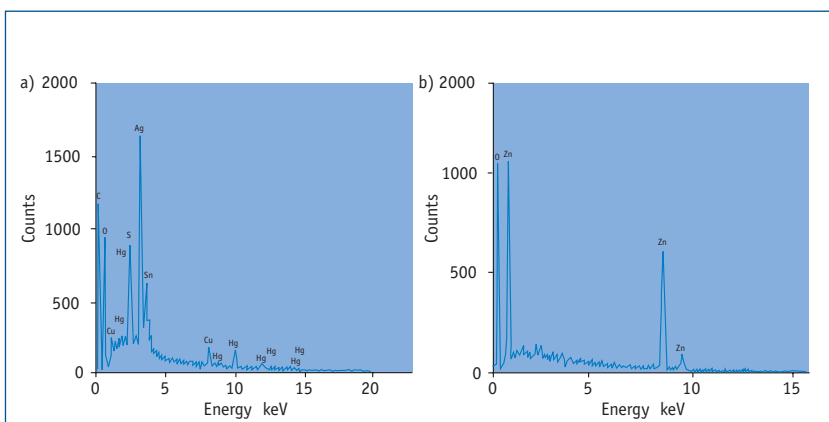 a) 2000
1500
1000
500
0
Counts
C
O
Cu
Hg
Hg
S
Ag
Sn
Cu
Hg
Hg
Hg
Hg
Hg
Hg
0 5 10 15 20
Energy keV
b) 2000
1000
500
0
Counts
O
Zn
Zn
Zn
0 5 10 15
Energy keV